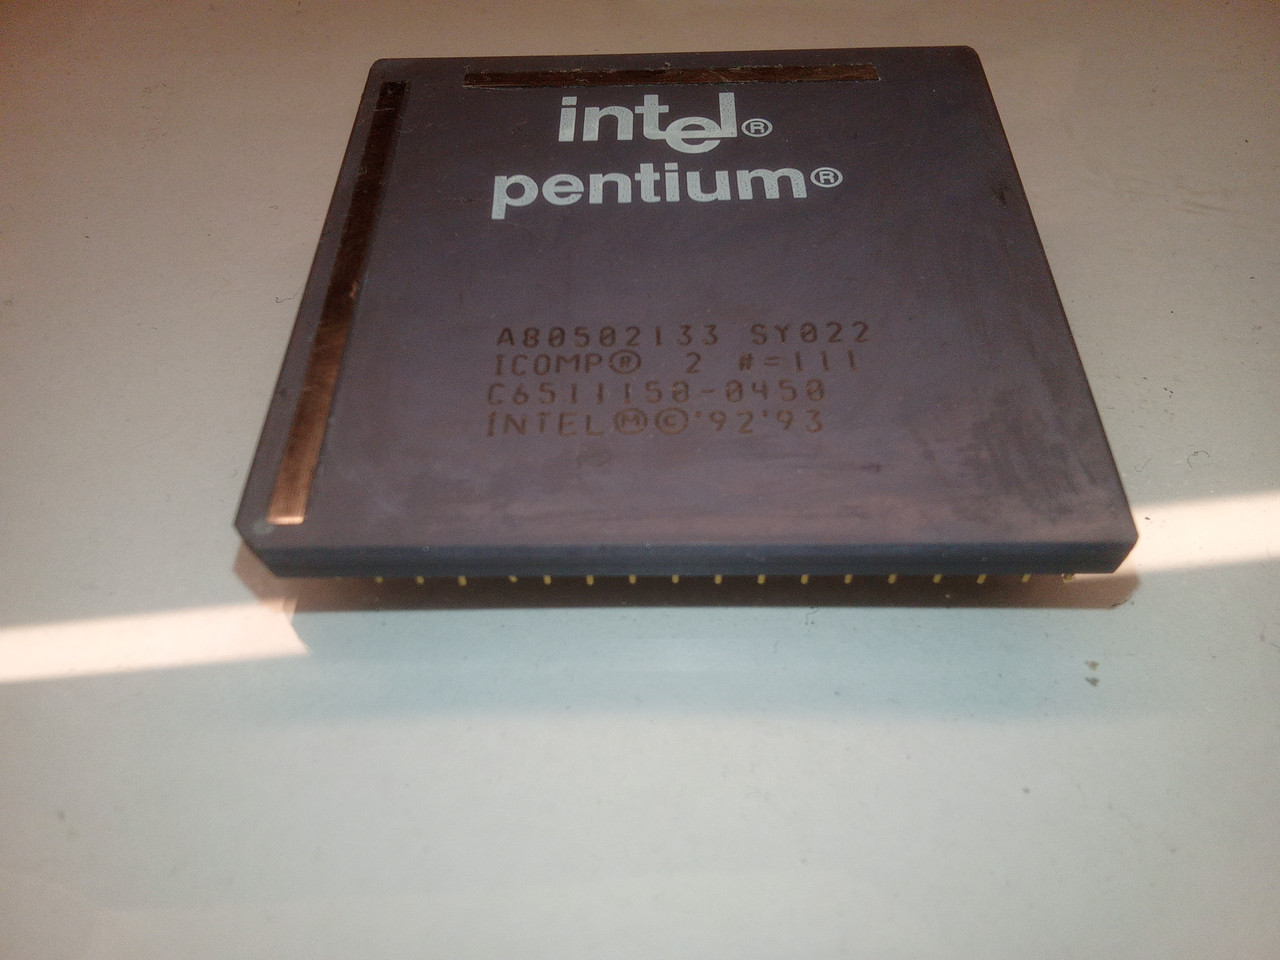 intel®
pentium®
A80502133 SY022
ICOMP® 2 #=111
C6511150-0450
INTEL Ⓜ © '92 '93